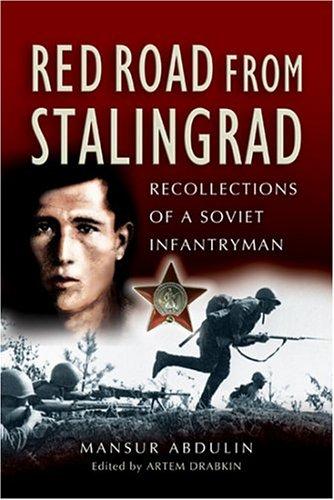 RED ROAD FROM
STALINGRAD
RECOLLECTIONS
OF A SOVIET
INFANTRYMAN
MANSUR ABDULIN
Edited by ARTEM DRABKIN